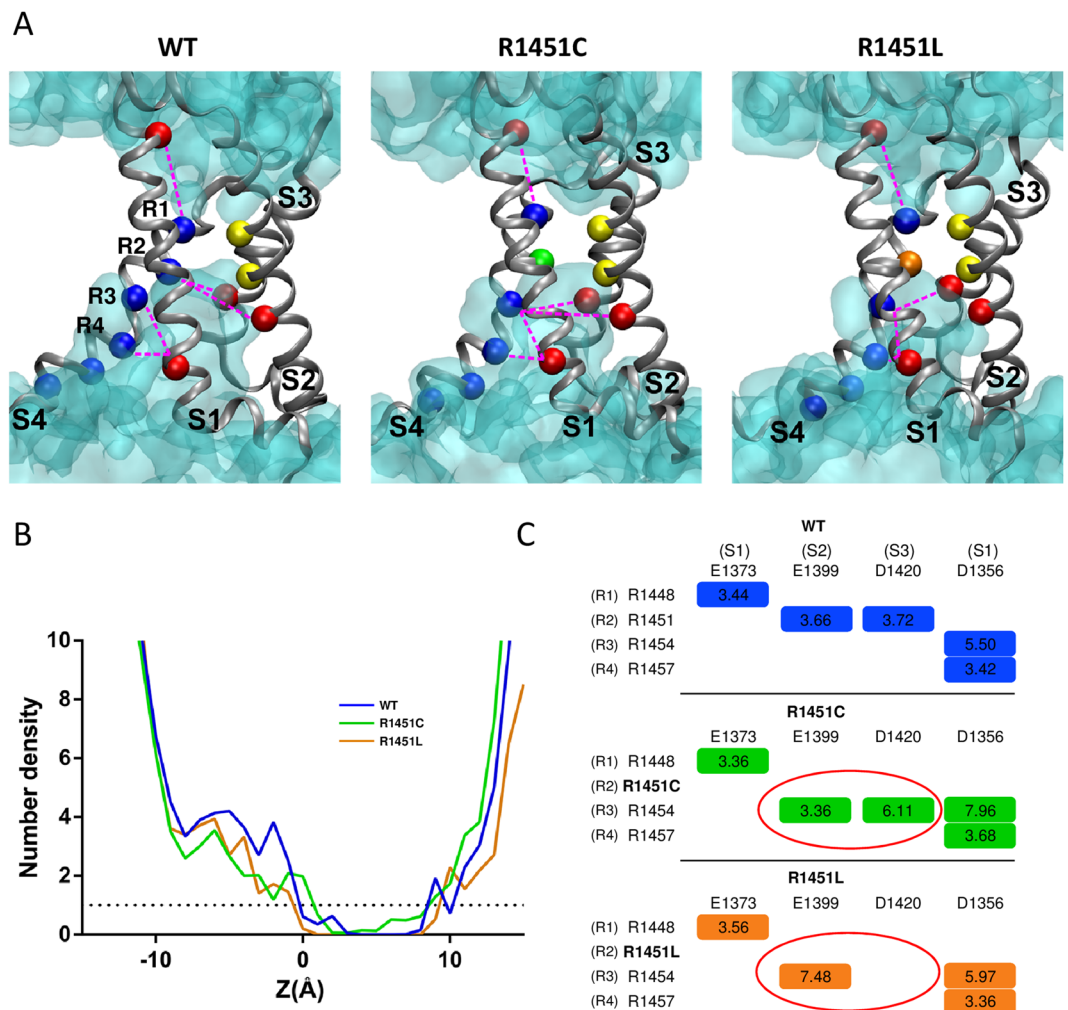 A
WT
R1451C
R1451L
R1
R2
R3
R4
S3
S2
S4
S1
S3
S2
S4
S1
S3
S2
S4
S1
B
10
8
6
4
2
0
Number density
WT
R1451C
R1451L
-10 0 10
Z(Å)
C
WT
(S1) (S2) (S3) (S1)
E1373 E1399 D1420 D1356
(R1) R1448 3.44
(R2) R1451 3.66 3.72
(R3) R1454 5.50
(R4) R1457 3.42
R1451C
E1373 E1399 D1420 D1356
(R1) R1448 3.36
(R2) R1451C
(R3) R1454 3.36 6.11 7.96
(R4) R1457 3.68
R1451L
E1373 E1399 D1420 D1356
(R1) R1448 3.56
(R2) R1451L
(R3) R1454 7.48 5.97
(R4) R1457 3.36